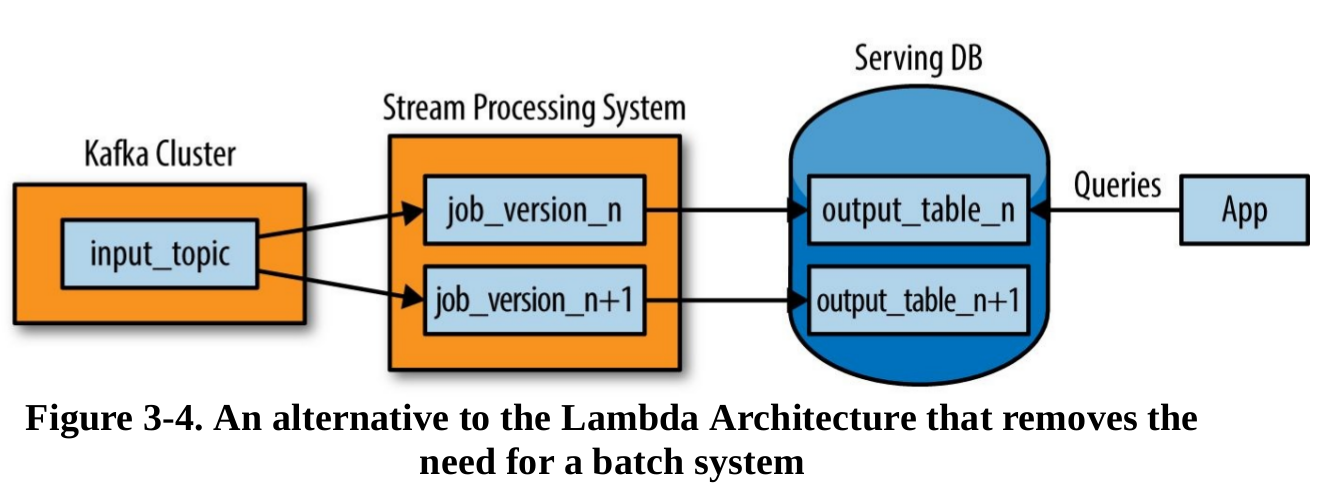 Serving DB
Stream Processing System
Kafka Cluster
Queries
job_version_n
output_table_n
App
input_topic
job_version_n+1
output_table_n+1
Figure 3-4. An alternative to the Lambda Architecture that removes the
need for a batch system